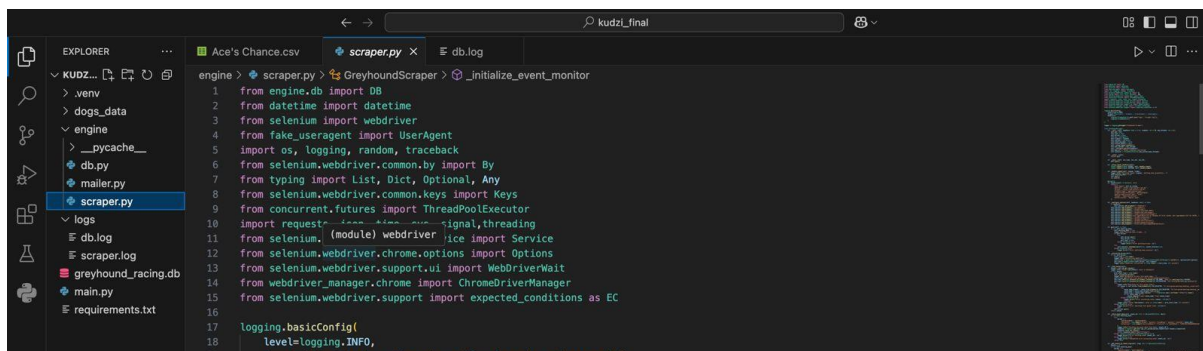 kudzi_final
EXPLORER
KUDZ...
.venv
dogs_data
engine
__pycache__
db.py
mailer.py
scraper.py
logs
db.log
scraper.log
greyhound_racing.db
main.py
requirements.txt
Ace's Chance.csv
scraper.py
db.log
engine > scraper.py > GreyhoundScraper > _initialize_event_monitor
1 from engine.db import DB
2 from datetime import datetime
3 from selenium import webdriver
4 from fake_useragent import UserAgent
5 import os, logging, random, traceback
6 from selenium.webdriver.common.by import By
7 from typing import List, Dict, Optional, Any
8 from selenium.webdriver.common.keys import Keys
9 from concurrent.futures import ThreadPoolExecutor
10 import requests, signal,threading
(module) webdriver
11 from selenium. import Service
12 from selenium.webdriver.chrome.options import Options
13 from selenium.webdriver.support.ui import WebDriverWait
14 from webdriver_manager.chrome import ChromeDriverManager
15 from selenium.webdriver.support import expected_conditions as EC
16
17 logging.basicConfig(
18 level=logging.INFO,